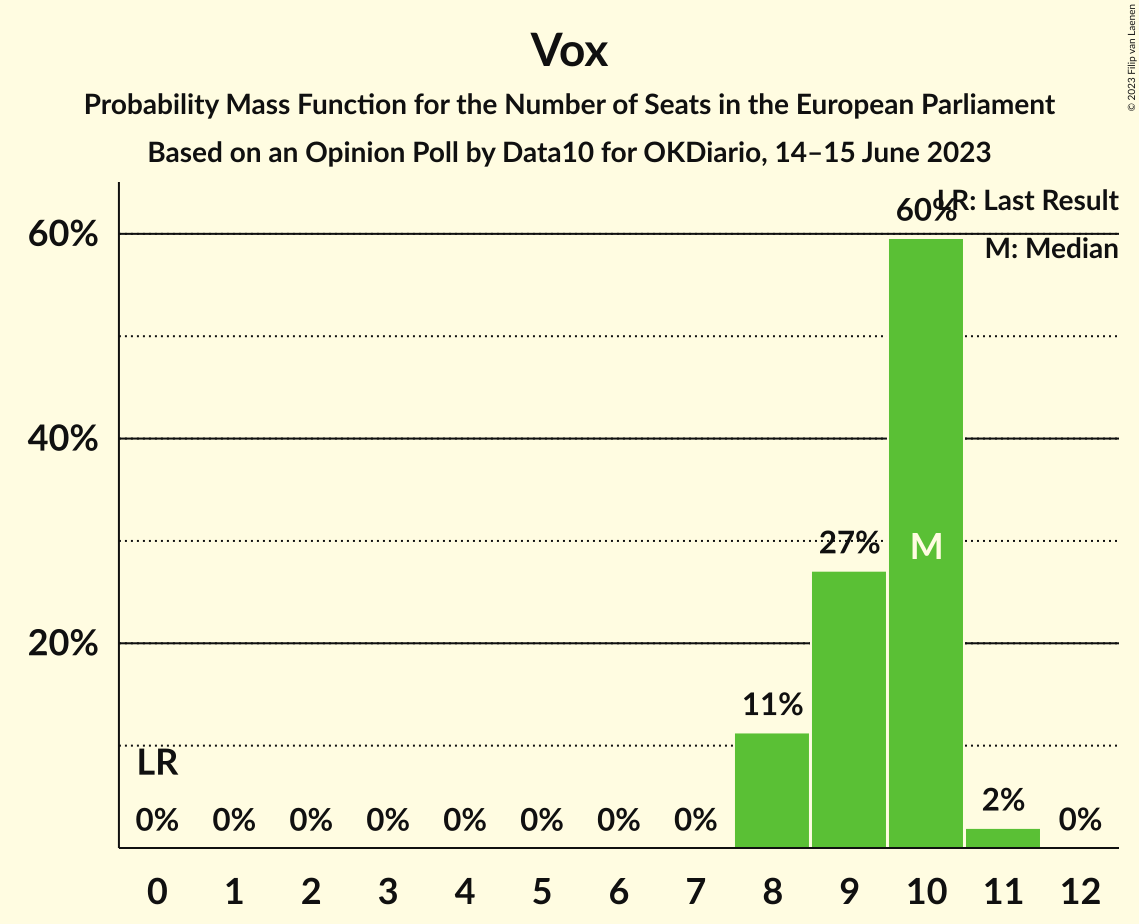 Vox
Probability Mass Function for the Number of Seats in the European Parliament
Based on an Opinion Poll by Data10 for OKDiario, 14–15 June 2023
© 2023 Filip van Laenen
LR: Last Result
M: Median
60%
40%
20%
LR
0%
0%
0%
0%
0%
0%
0%
0%
11%
27%
60%
M
2%
0%
0 1 2 3 4 5 6 7 8 9 10 11 12